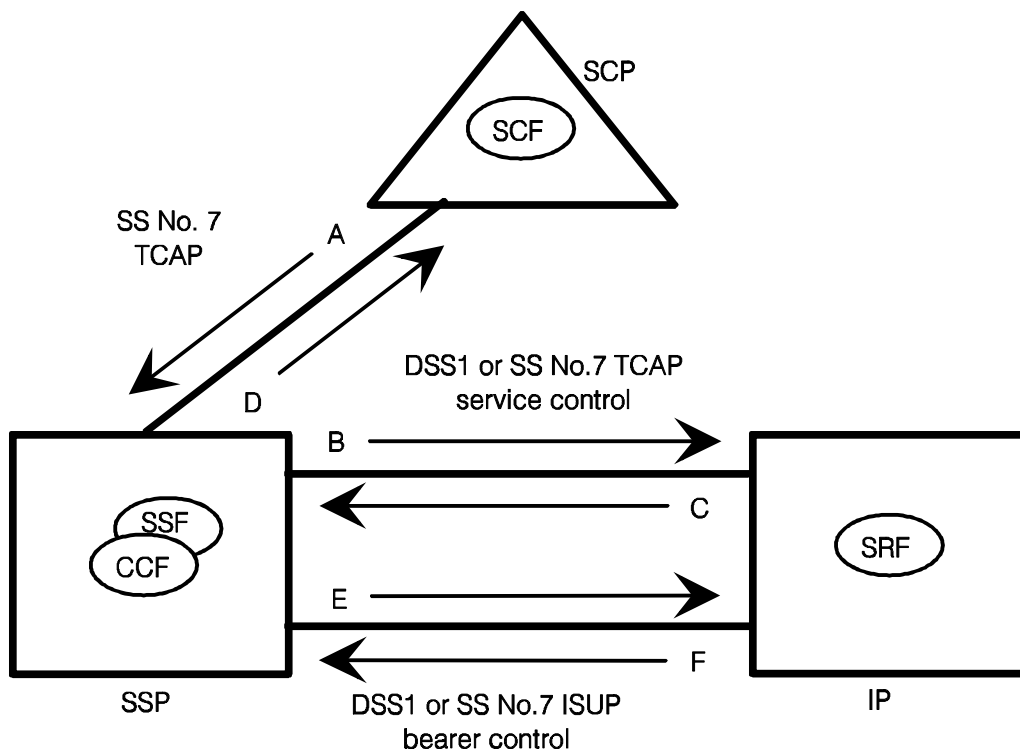 SCP
SCF
SS No. 7
TCAP
A
D
DSS1 or SS No.7 TCAP
service control
B
C
SSF
CCF
SRF
E
F
SSP
DSS1 or SS No.7 ISUP
bearer control
IP